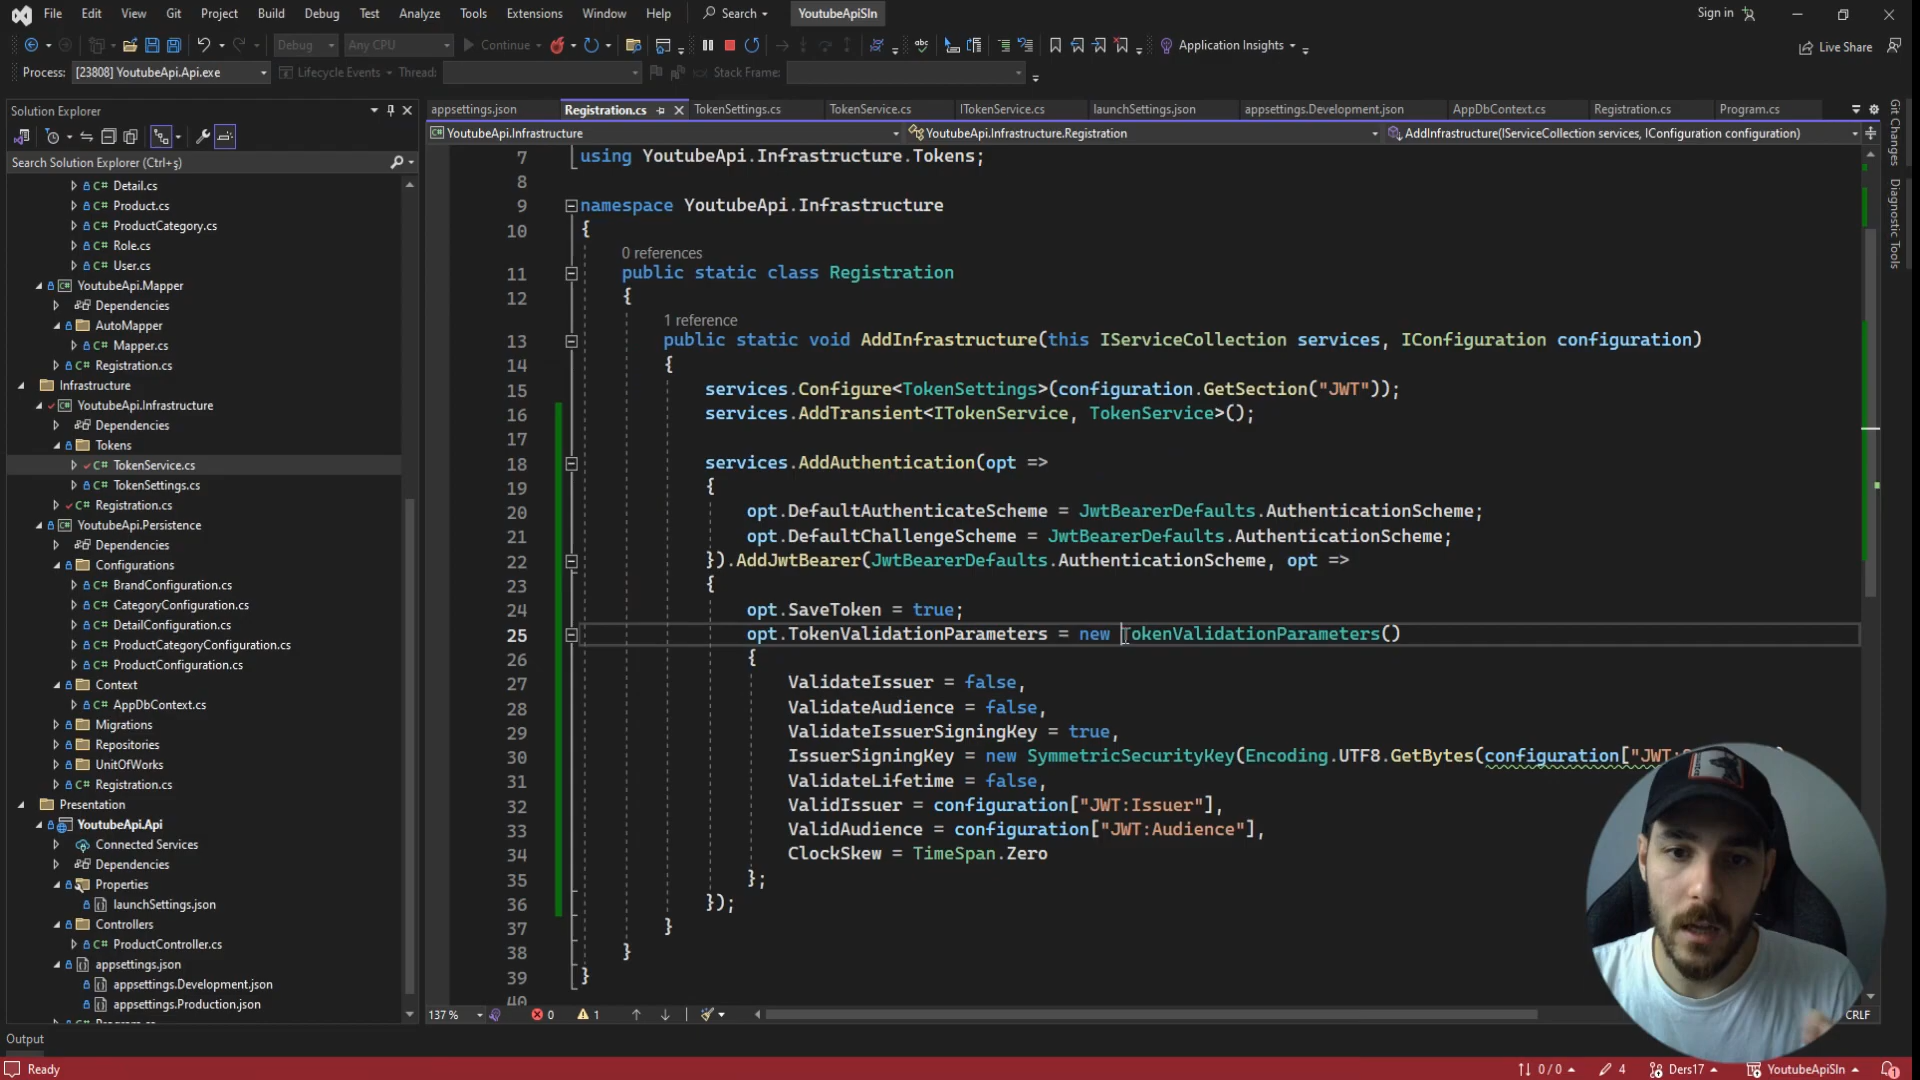 File Edit View Git Project Build Debug Test Analyze Tools Extensions Window Help Search YoutubeApiSln Sign in
Debug Any CPU Continue Application Insights Live Share
Process: [23808] YoutubeApi.Api.exe Lifecycle Events Thread: Stack Frame:
Solution Explorer
Search Solution Explorer (Ctrl+ş)
Detail.cs
Product.cs
ProductCategory.cs
Role.cs
User.cs
YoutubeApi.Mapper
Dependencies
AutoMapper
Mapper.cs
Registration.cs
Infrastructure
YoutubeApi.Infrastructure
Dependencies
Tokens
TokenService.cs
TokenSettings.cs
Registration.cs
YoutubeApi.Persistence
Dependencies
Configurations
BrandConfiguration.cs
CategoryConfiguration.cs
DetailConfiguration.cs
ProductCategoryConfiguration.cs
ProductConfiguration.cs
Context
AppDbContext.cs
Migrations
Repositories
UnitOfWorks
Registration.cs
Presentation
YoutubeApi.Api
Connected Services
Dependencies
Properties
launchSettings.json
Controllers
ProductController.cs
appsettings.json
appsettings.Development.json
appsettings.Production.json
appsettings.json Registration.cs TokenSettings.cs TokenService.cs ITokenService.cs launchSettings.json appsettings.Development.json AppDbContext.cs Registration.cs Program.cs
YoutubeApi.Infrastructure YoutubeApi.Infrastructure.Registration AddInfrastructure(IServiceCollection services, IConfiguration configuration)
7 using YoutubeApi.Infrastructure.Tokens;
8
9 namespace YoutubeApi.Infrastructure
10 {
0 references
11 public static class Registration
12 {
1 reference
13 public static void AddInfrastructure(this IServiceCollection services, IConfiguration configuration)
14 {
15 services.Configure<TokenSettings>(configuration.GetSection("JWT"));
16 services.AddTransient<ITokenService, TokenService>();
17
18 services.AddAuthentication(opt =>
19 {
20 opt.DefaultAuthenticateScheme = JwtBearerDefaults.AuthenticationScheme;
21 opt.DefaultChallengeScheme = JwtBearerDefaults.AuthenticationScheme;
22 }).AddJwtBearer(JwtBearerDefaults.AuthenticationScheme, opt =>
23 {
24 opt.SaveToken = true;
25 opt.TokenValidationParameters = new TokenValidationParameters()
26 {
27 ValidateIssuer = false,
28 ValidateAudience = false,
29 ValidateIssuerSigningKey = true,
30 IssuerSigningKey = new SymmetricSecurityKey(Encoding.UTF8.GetBytes(configuration["JWT:
31 ValidateLifetime = false,
32 ValidIssuer = configuration["JWT:Issuer"],
33 ValidAudience = configuration["JWT:Audience"],
34 ClockSkew = TimeSpan.Zero
35 };
36 });
37 }
38 }
39 }
40
137 % 0 1 CRLF
Git Changes
Diagnostic Tools
Output
Ready 0 / 0 4 Ders17 YoutubeApiSln 1